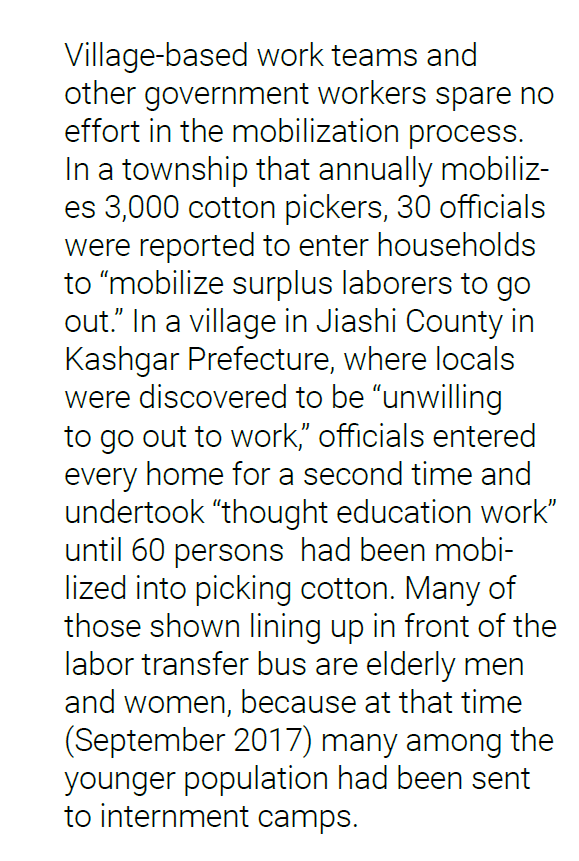 Village-based work teams and
other government workers spare no
effort in the mobilization process.
In a township that annually mobiliz-
es 3,000 cotton pickers, 30 officials
were reported to enter households
to “mobilize surplus laborers to go
out.” In a village in Jiashi County in
Kashgar Prefecture, where locals
were discovered to be “unwilling
to go out to work,” officials entered
every home for a second time and
undertook “thought education work”
until 60 persons  had been mobi-
lized into picking cotton. Many of
those shown lining up in front of the
labor transfer bus are elderly men
and women, because at that time
(September 2017) many among the
younger population had been sent
to internment camps.